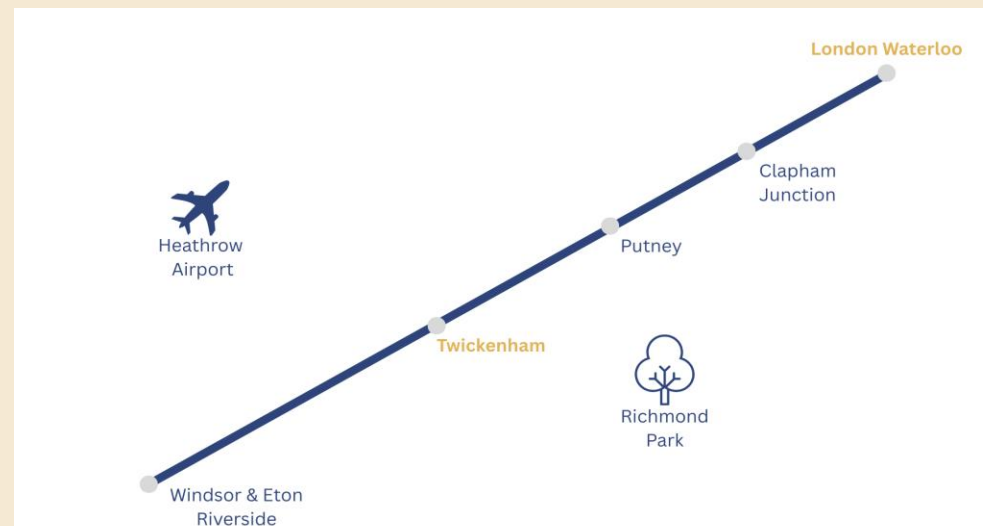 London Waterloo
Clapham
Junction
Heathrow
Airport
Putney
Twickenham
Richmond
Park
Windsor & Eton
Riverside